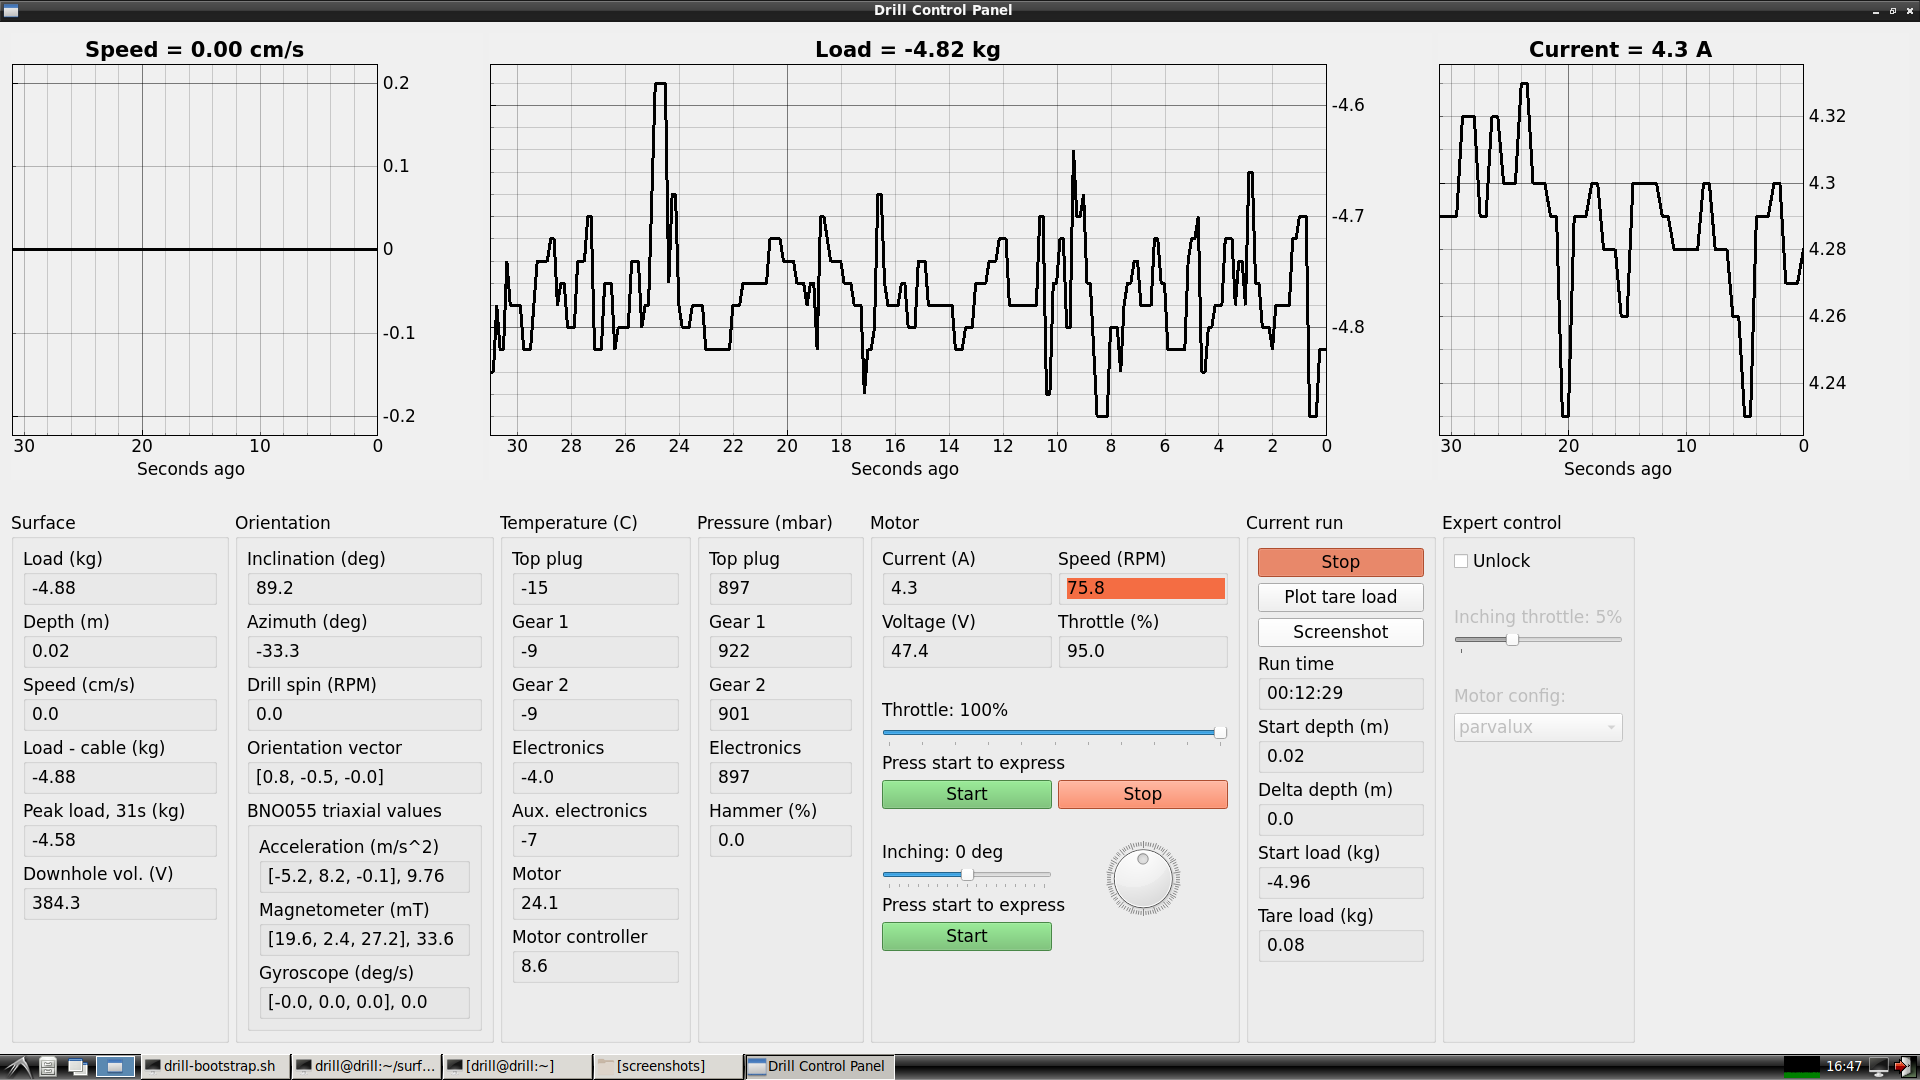 Drill Control Panel
Speed = 0.00 cm/s
0.2
0.1
0
-0.1
-0.2
30 20 10 0
Seconds ago
Load = -4.82 kg
-4.6
-4.7
-4.8
30 28 26 24 22 20 18 16 14 12 10 8 6 4 2 0
Seconds ago
Current = 4.3 A
4.32
4.3
4.28
4.26
4.24
30 20 10 0
Seconds ago
Surface
Load (kg)
-4.88
Depth (m)
0.02
Speed (cm/s)
0.0
Load - cable (kg)
-4.88
Peak load, 31s (kg)
-4.58
Downhole vol. (V)
384.3
Orientation
Inclination (deg)
89.2
Azimuth (deg)
-33.3
Drill spin (RPM)
0.0
Orientation vector
[0.8, -0.5, -0.0]
BNO055 triaxial values
Acceleration (m/s^2)
[-5.2, 8.2, -0.1], 9.76
Magnetometer (mT)
[19.6, 2.4, 27.2], 33.6
Gyroscope (deg/s)
[-0.0, 0.0, 0.0], 0.0
Temperature (C)
Top plug
-15
Gear 1
-9
Gear 2
-9
Electronics
-4.0
Aux. electronics
-7
Motor
24.1
Motor controller
8.6
Pressure (mbar)
Top plug
897
Gear 1
922
Gear 2
901
Electronics
897
Hammer (%)
0.0
Motor
Current (A) Speed (RPM)
4.3 75.8
Voltage (V) Throttle (%)
47.4 95.0
Throttle: 100%
Press start to express
Start Stop
Inching: 0 deg
Press start to express
Start
Current run
Stop
Plot tare load
Screenshot
Run time
00:12:29
Start depth (m)
0.02
Delta depth (m)
0.0
Start load (kg)
-4.96
Tare load (kg)
0.08
Expert control
Unlock
Inching throttle: 5%
Motor config:
parvalux
drill-bootstrap.sh drill@drill:~/surf... [drill@drill:~] [screenshots] Drill Control Panel 16:47